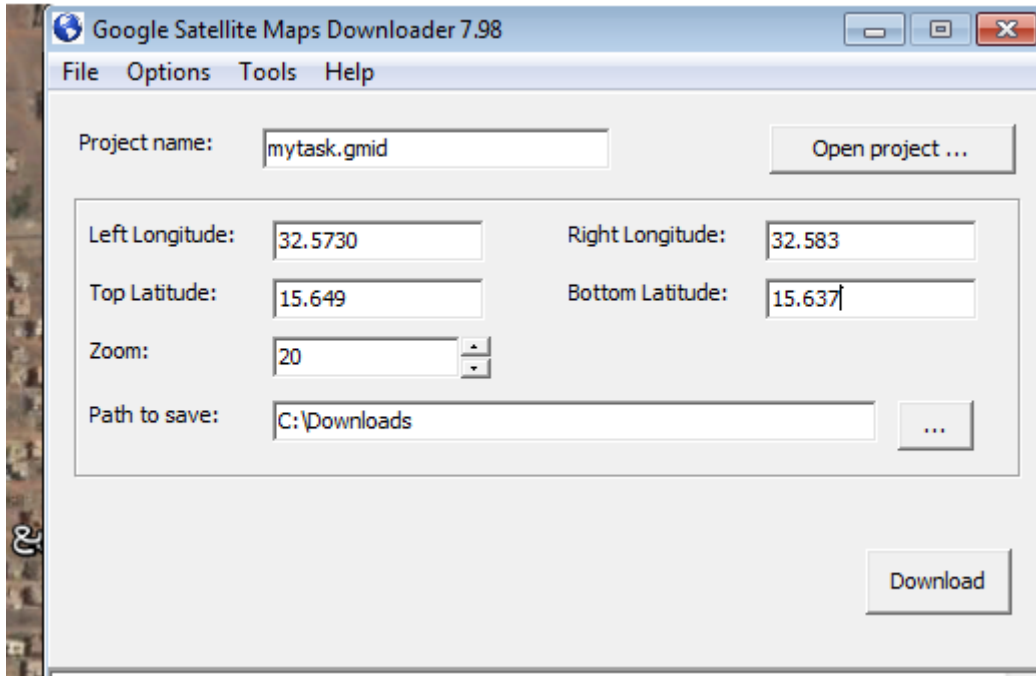 Google Satellite Maps Downloader 7.98
File Options Tools Help
Project name: mytask.gmid Open project ...
Left Longitude: 32.5730 Right Longitude: 32.583
Top Latitude: 15.649 Bottom Latitude: 15.637
Zoom: 20
Path to save: C:\Downloads ...
&
Download